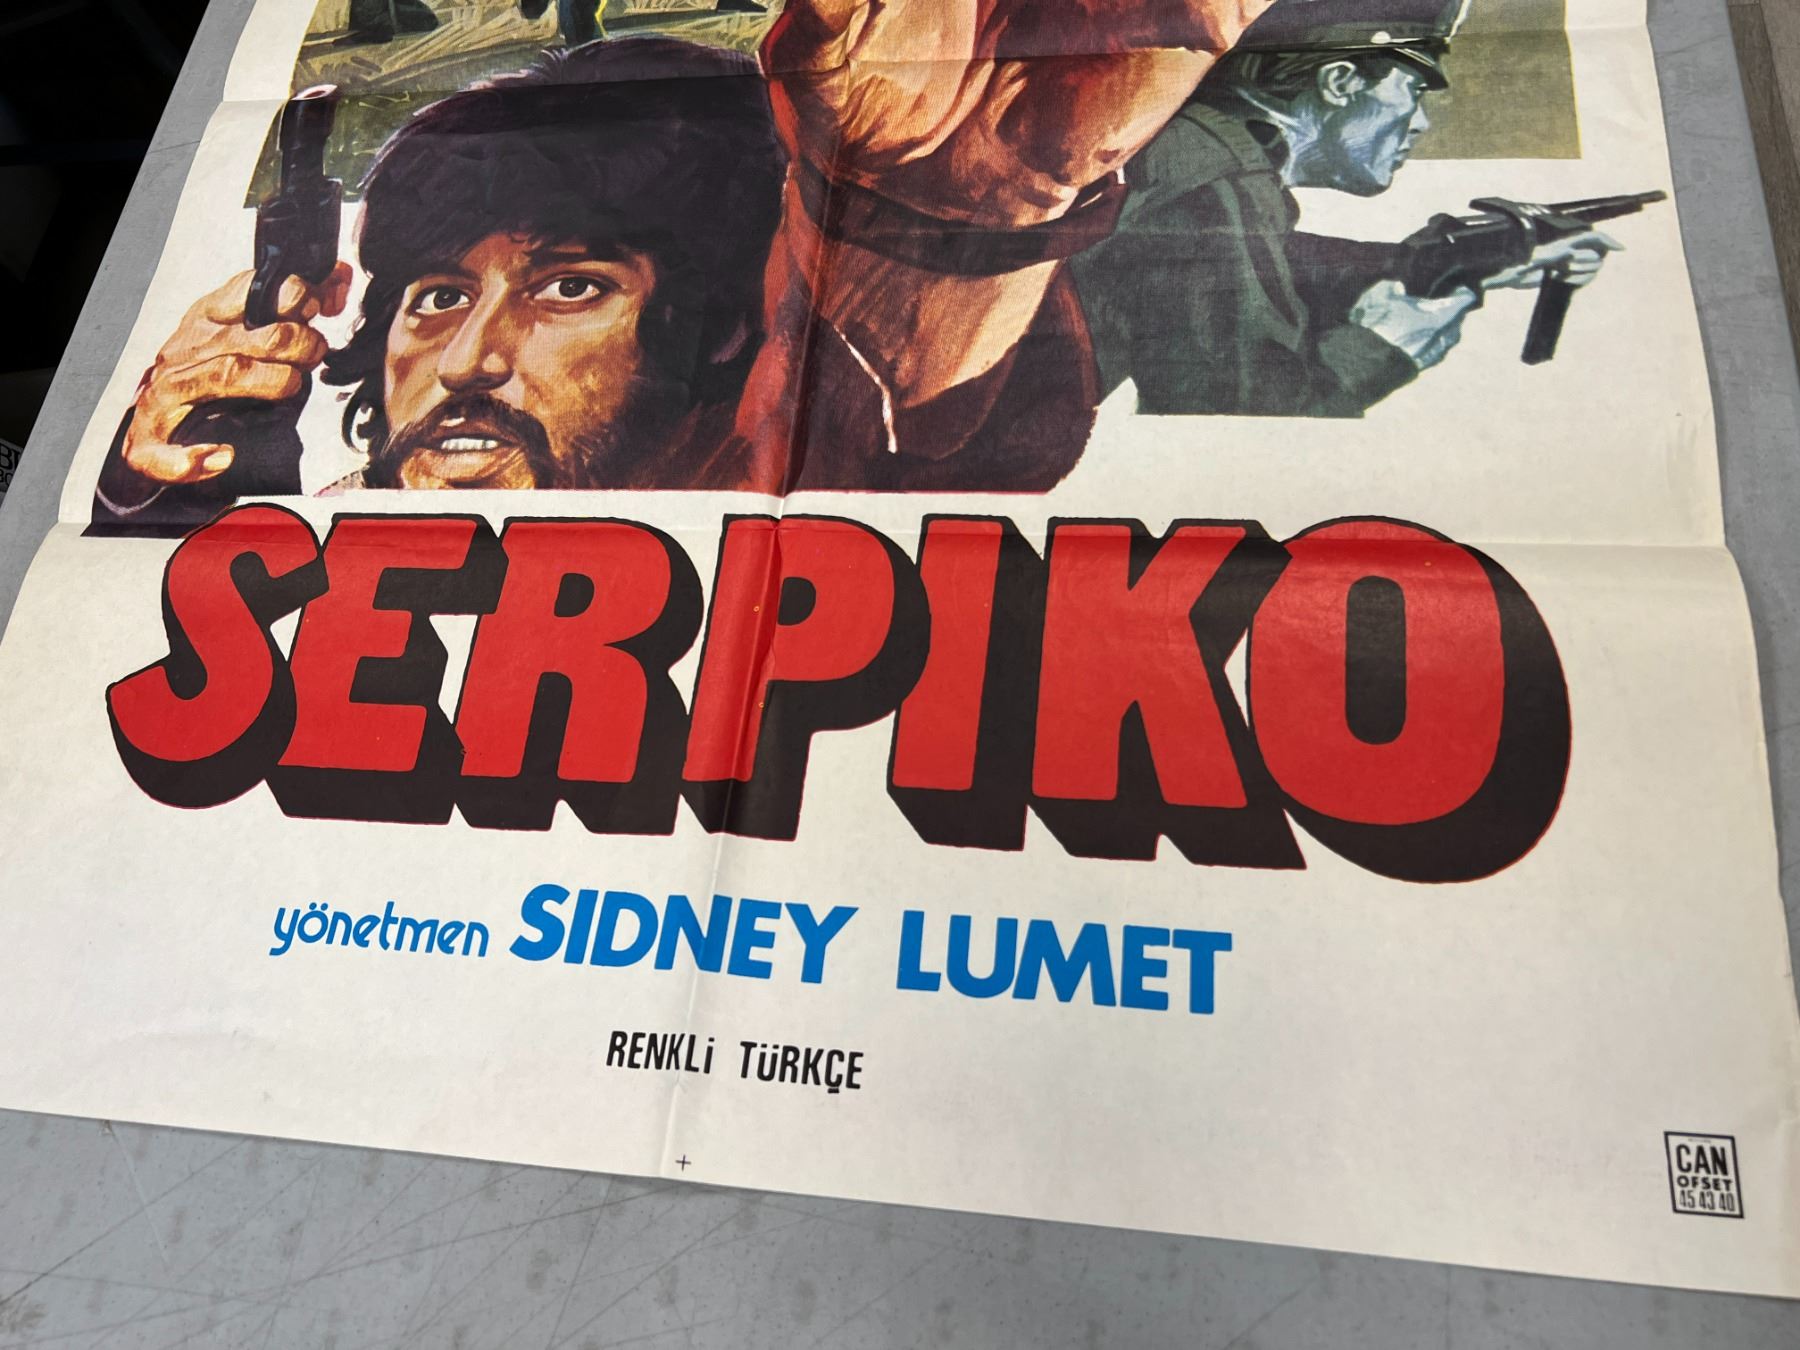 SERPIKO
yönetmen SIDNEY LUMET
RENKLİ TÜRKÇE
CAN
OFSET
45 43 40